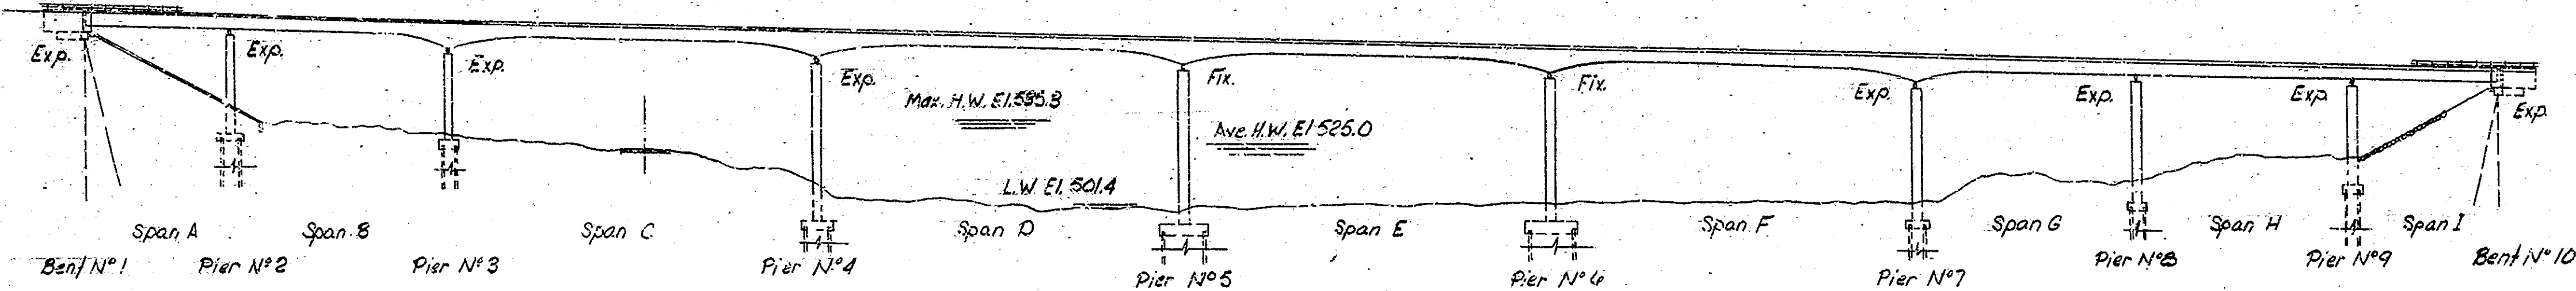 Exp.
Exp.
Exp.
Exp.
Fix.
Fix.
Exp.
Exp.
Exp.
Exp.
Max. H.W. El. 535.3
Ave. H.W. El 525.0
L.W. El. 501.4
Span A
Span B
Span C
Span D
Span E
Span F
Span G
Span H
Span I
Bent Nº 1
Pier Nº 2
Pier Nº 3
Pier Nº 4
Pier Nº 5
Pier Nº 6
Pier Nº 7
Pier Nº 8
Pier Nº 9
Bent Nº 10